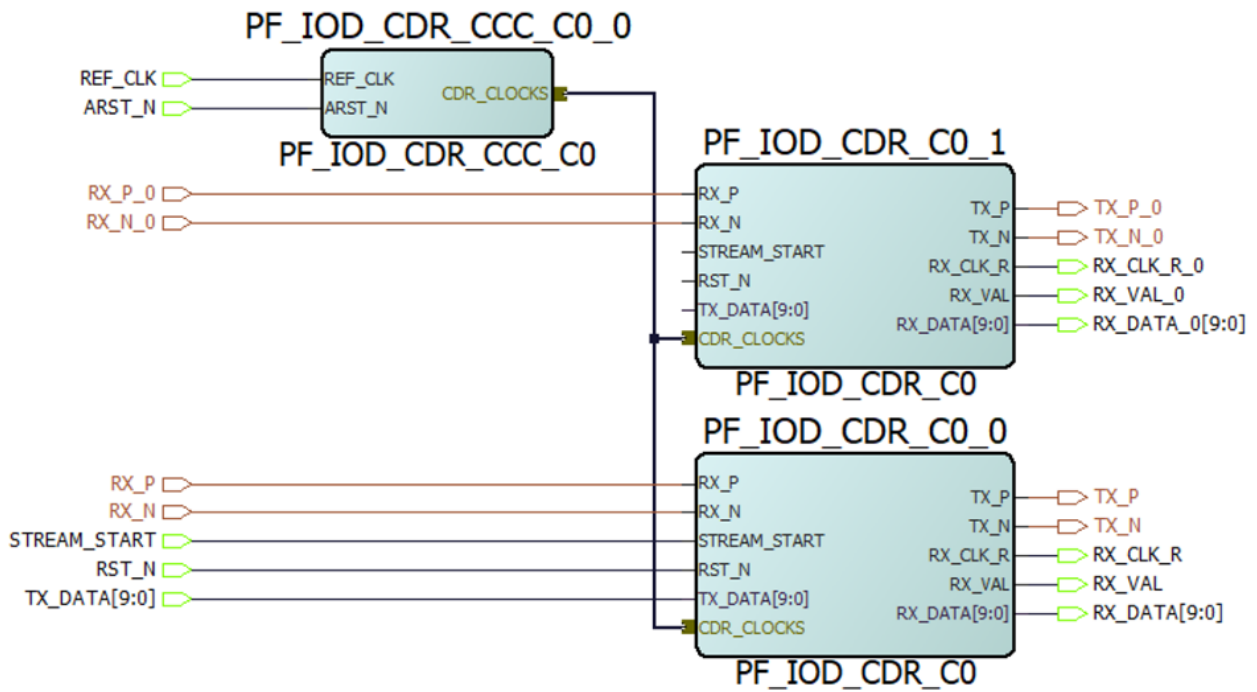 PF_IOD_CDR_CCC_C0_0
REF_CLK
REF_CLK
CDR_CLOCKS
ARST_N
ARST_N
PF_IOD_CDR_CCC_C0
PF_IOD_CDR_C0_1
RX_P_0
RX_P
TX_P
TX_P_0
RX_N_0
RX_N
TX_N
TX_N_0
STREAM_START
RX_CLK_R
RX_CLK_R_0
RST_N
RX_VAL
RX_VAL_0
TX_DATA[9:0]
RX_DATA[9:0]
RX_DATA_0[9:0]
CDR_CLOCKS
PF_IOD_CDR_C0
PF_IOD_CDR_C0_0
RX_P
RX_P
TX_P
TX_P
RX_N
RX_N
TX_N
TX_N
STREAM_START
STREAM_START
RX_CLK_R
RX_CLK_R
RST_N
RST_N
RX_VAL
RX_VAL
TX_DATA[9:0]
TX_DATA[9:0]
RX_DATA[9:0]
RX_DATA[9:0]
CDR_CLOCKS
PF_IOD_CDR_C0